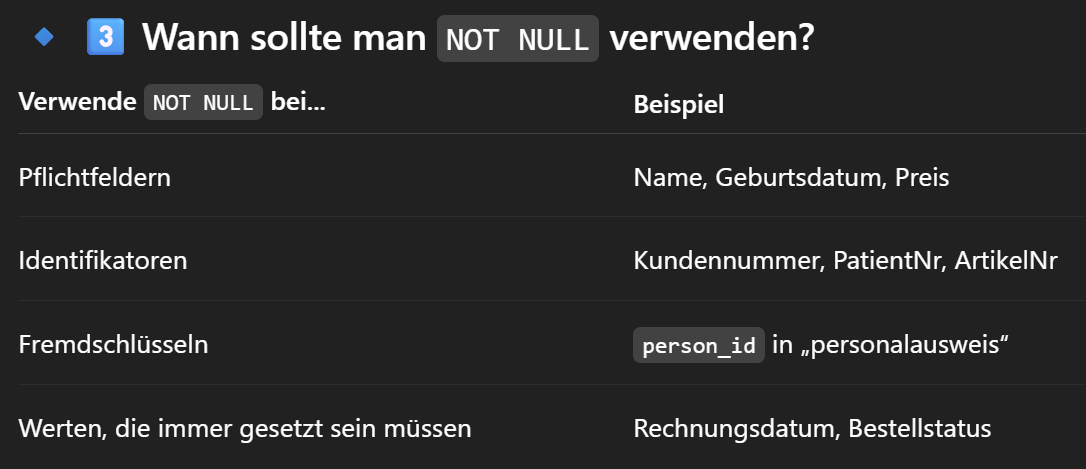 🔹 3️⃣ Wann sollte man NOT NULL verwenden?
Verwende NOT NULL bei... Beispiel
Pflichtfeldern Name, Geburtsdatum, Preis
Identifikatoren Kundennummer, PatientNr, ArtikelNr
Fremdschlüsseln person_id in „personalausweis“
Werten, die immer gesetzt sein müssen Rechnungsdatum, Bestellstatus